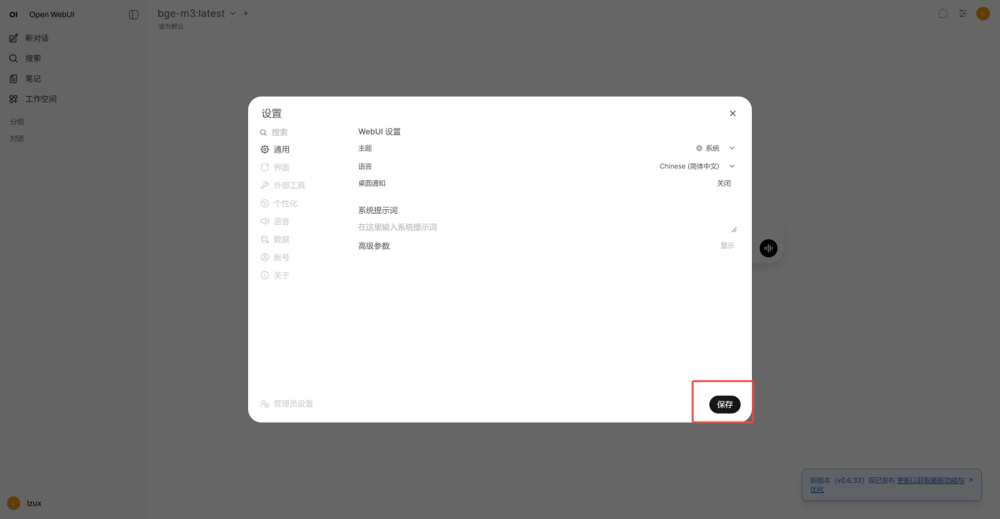 OI Open WebUI
新对话
搜索
笔记
工作空间
分组
对话
bge-m3:latest
设为默认
L
设置
搜索
通用
界面
外部工具
个性化
语音
数据
账号
关于
管理员设置
WebUI 设置
主题 系统
语言 Chinese (简体中文)
桌面通知 关闭
系统提示词
在这里输入系统提示词
高级参数 显示
保存
新版本（v0.6.33）现已发布 更新以获取最新功能与
优化
L lzux